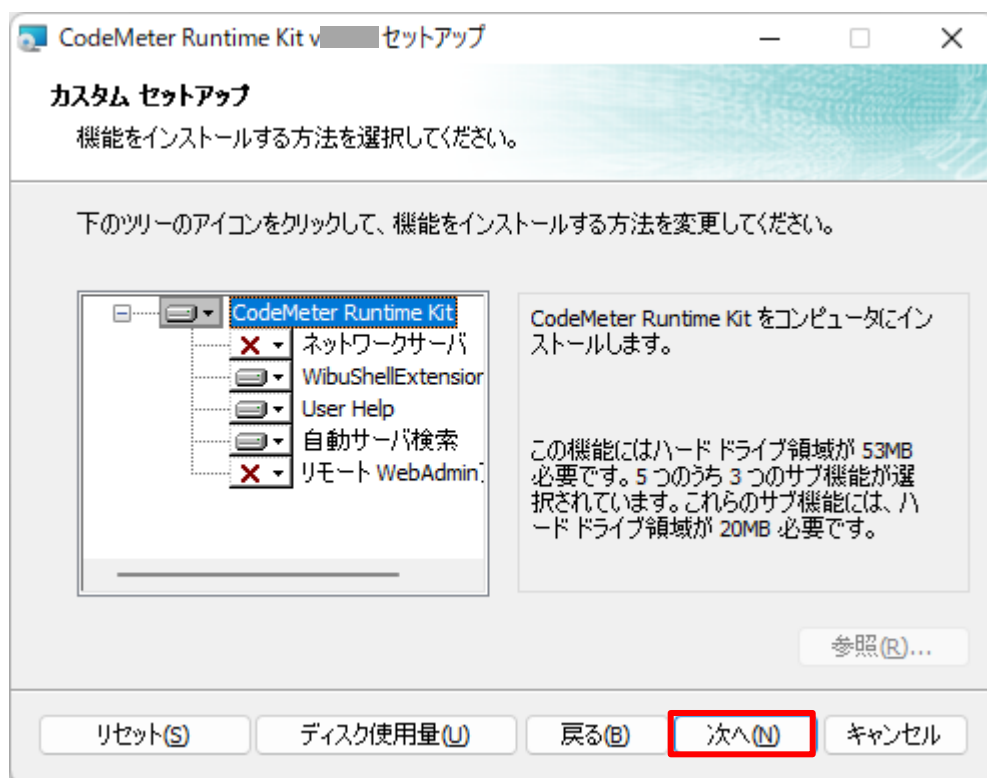 CodeMeter Runtime Kit v セットアップ
カスタム セットアップ
機能をインストールする方法を選択してください。
下のツリーのアイコンをクリックして、機能をインストールする方法を変更してください。
CodeMeter Runtime Kit
ネットワークサーバ
WibuShellExtension
User Help
自動サーバ検索
リモート WebAdmin
CodeMeter Runtime Kit をコンピュータにイン
ストールします。
この機能にはハード ドライブ領域が 53MB
必要です。5 つのうち 3 つのサブ機能が選
択されています。これらのサブ機能には、ハ
ード ドライブ領域が 20MB 必要です。
参照(R)...
リセット(S)
ディスク使用量(U)
戻る(B)
次へ(N)
キャンセル